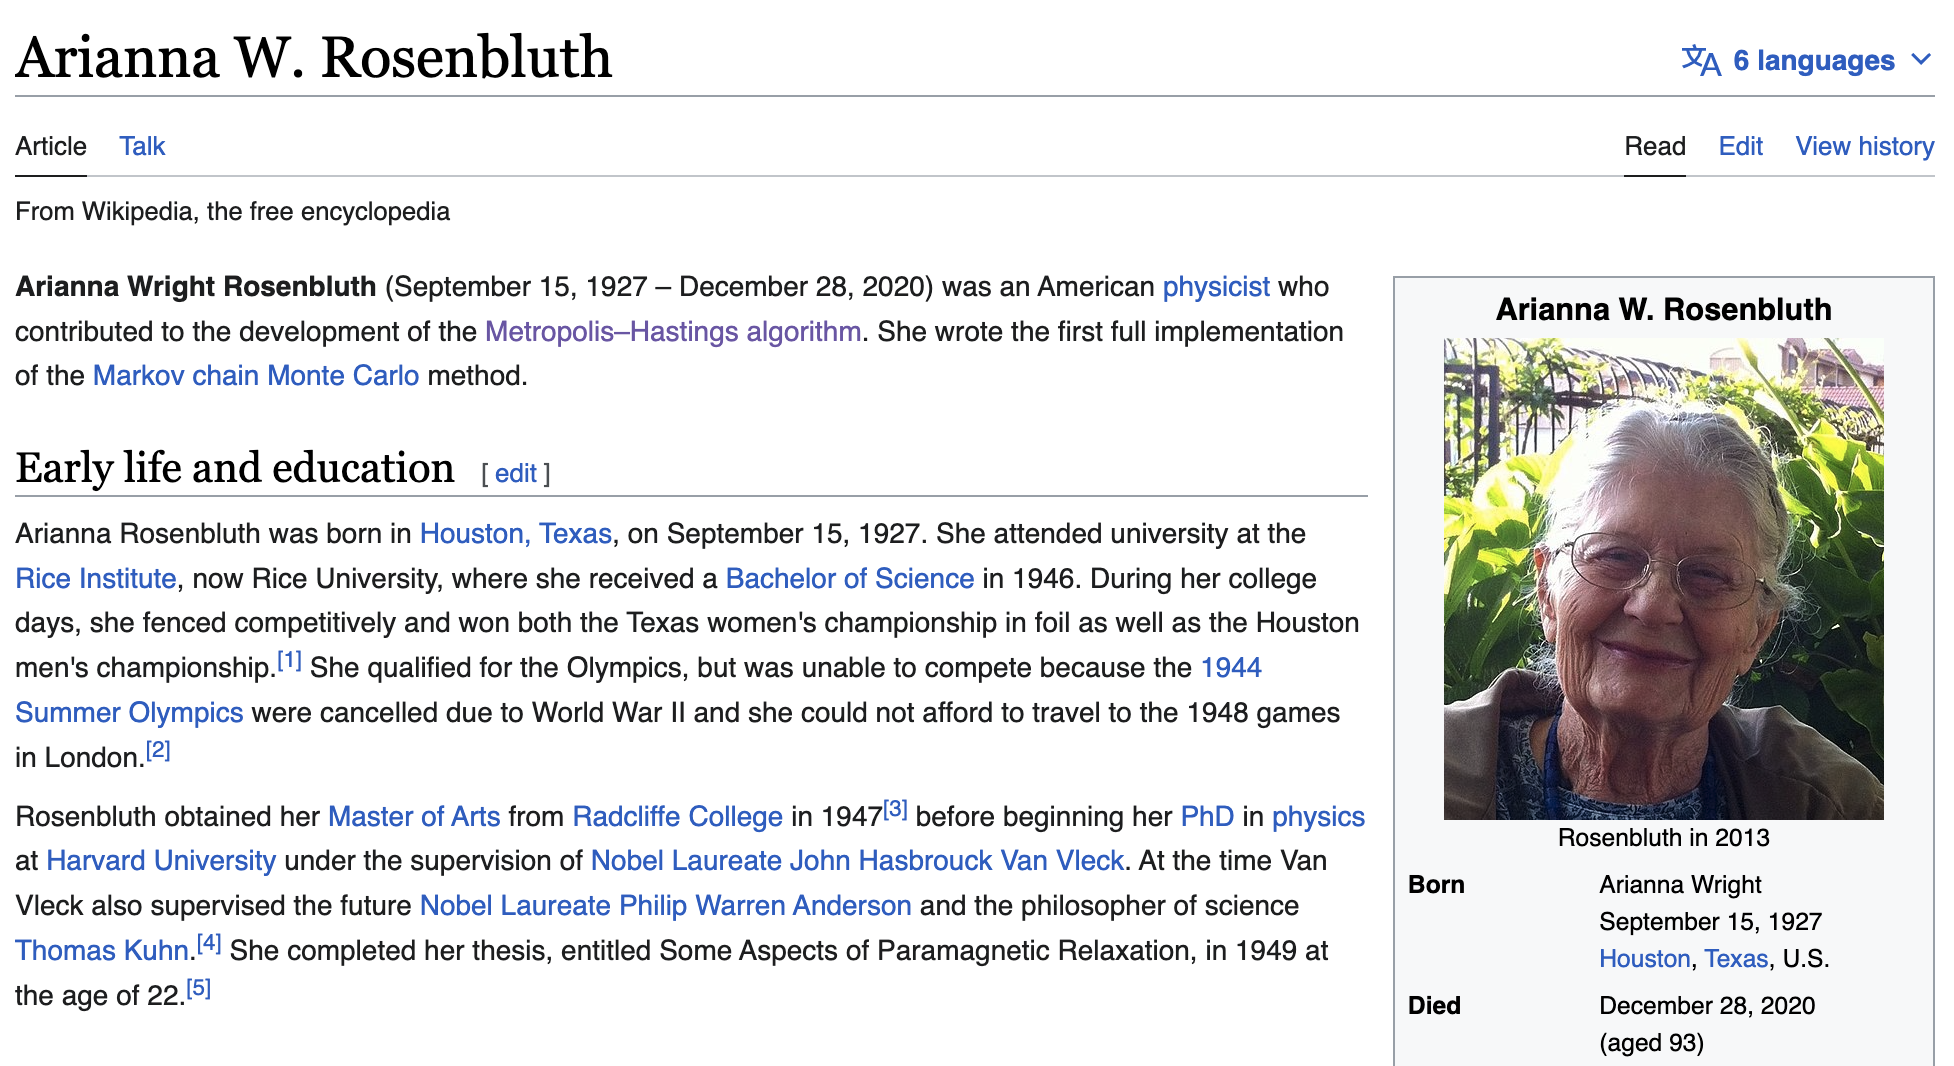 Arianna W. Rosenbluth
6 languages
Article Talk
Read Edit View history
From Wikipedia, the free encyclopedia
Arianna Wright Rosenbluth (September 15, 1927 – December 28, 2020) was an American physicist who
contributed to the development of the Metropolis–Hastings algorithm. She wrote the first full implementation
of the Markov chain Monte Carlo method.
Early life and education [ edit ]
Arianna Rosenbluth was born in Houston, Texas, on September 15, 1927. She attended university at the
Rice Institute, now Rice University, where she received a Bachelor of Science in 1946. During her college
days, she fenced competitively and won both the Texas women's championship in foil as well as the Houston
men's championship.[1] She qualified for the Olympics, but was unable to compete because the 1944
Summer Olympics were cancelled due to World War II and she could not afford to travel to the 1948 games
in London.[2]
Rosenbluth obtained her Master of Arts from Radcliffe College in 1947[3] before beginning her PhD in physics
at Harvard University under the supervision of Nobel Laureate John Hasbrouck Van Vleck. At the time Van
Vleck also supervised the future Nobel Laureate Philip Warren Anderson and the philosopher of science
Thomas Kuhn.[4] She completed her thesis, entitled Some Aspects of Paramagnetic Relaxation, in 1949 at
the age of 22.[5]
Arianna W. Rosenbluth
Rosenbluth in 2013
Born Arianna Wright
September 15, 1927
Houston, Texas, U.S.
Died December 28, 2020
(aged 93)